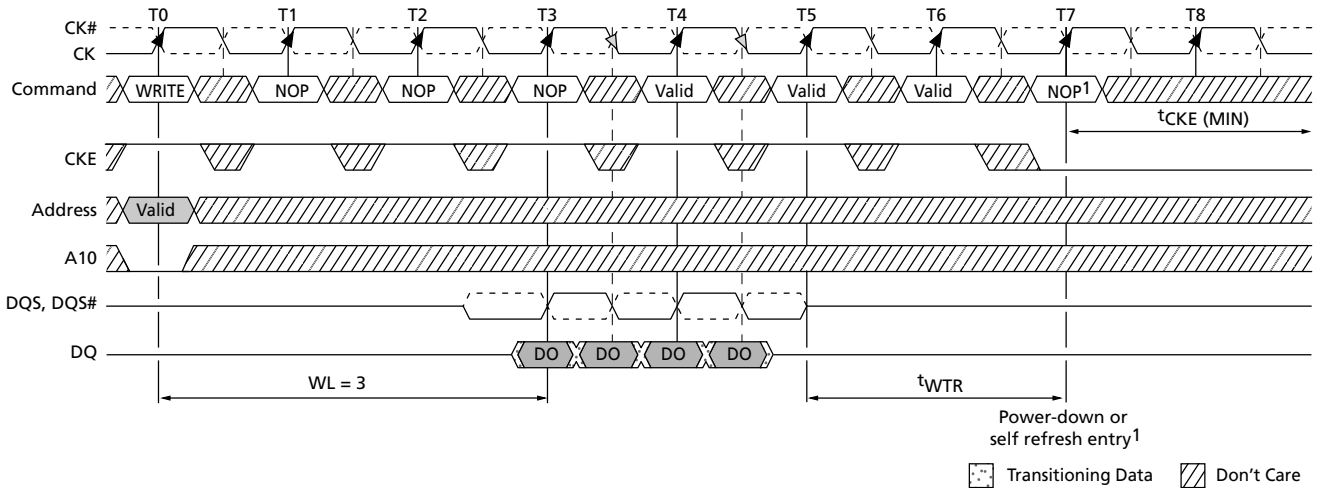 T0 T1 T2 T3 T4 T5 T6 T7 T8
CK#
CK
Command WRITE NOP NOP NOP Valid Valid Valid NOP1
tCKE (MIN)
CKE
Address Valid
A10
DQS, DQS#
DQ DO DO DO DO
WL = 3 tWTR
Power-down or
self refresh entry1
Transitioning Data Don't Care